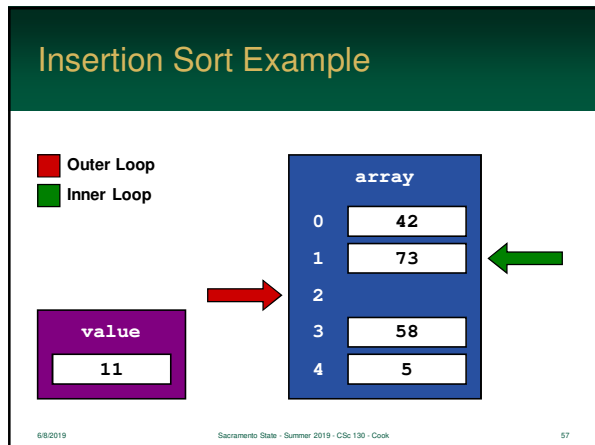 Insertion Sort Example
Outer Loop
Inner Loop
array
0 42
1 73
2
3 58
4 5
value
11
6/8/2019 Sacramento State - Summer 2019 - CSc 130 - Cook 57